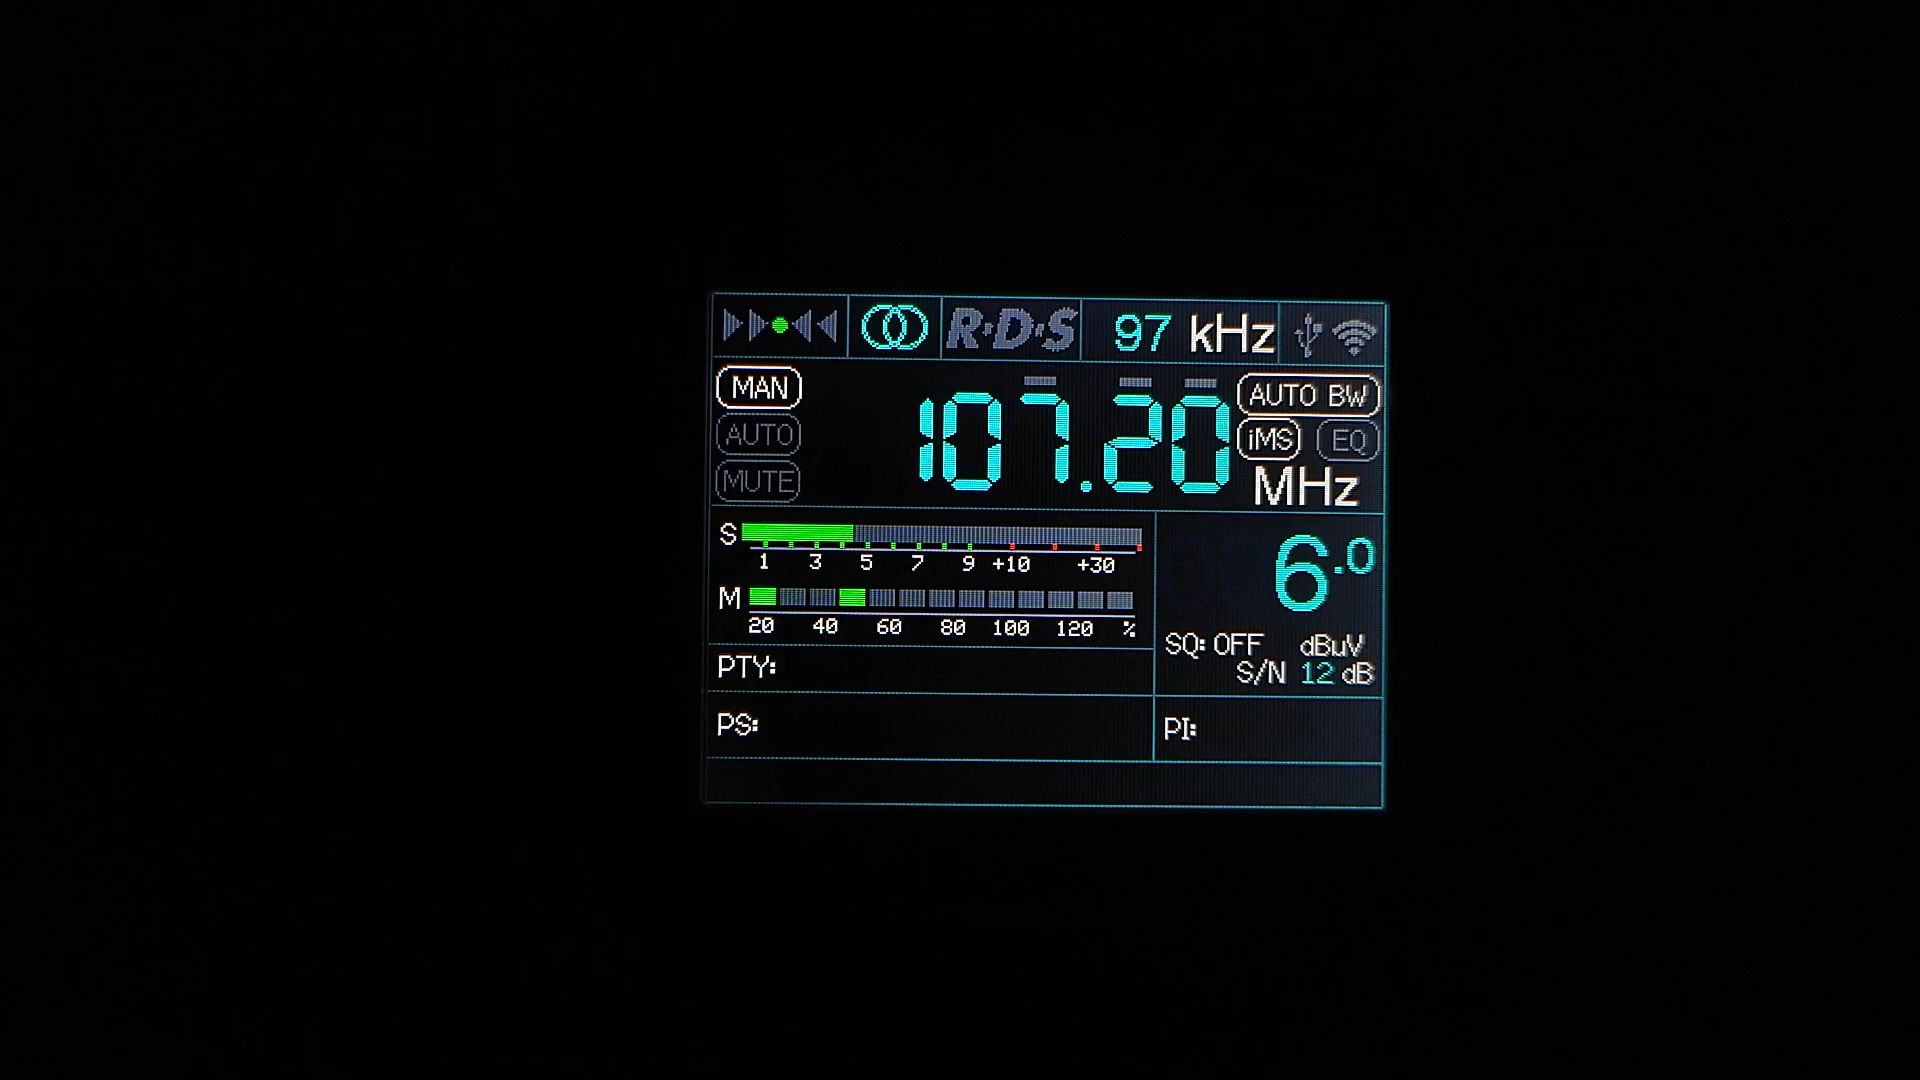 R·D·S 97 kHz
MAN 107.20 AUTO BW
AUTO iMS EQ
MUTE MHz
S
1 3 5 7 9 +10 +30
6.0
M
20 40 60 80 100 120 %
SQ: OFF dBuV
S/N 12 dB
PTY:
PS: PI: